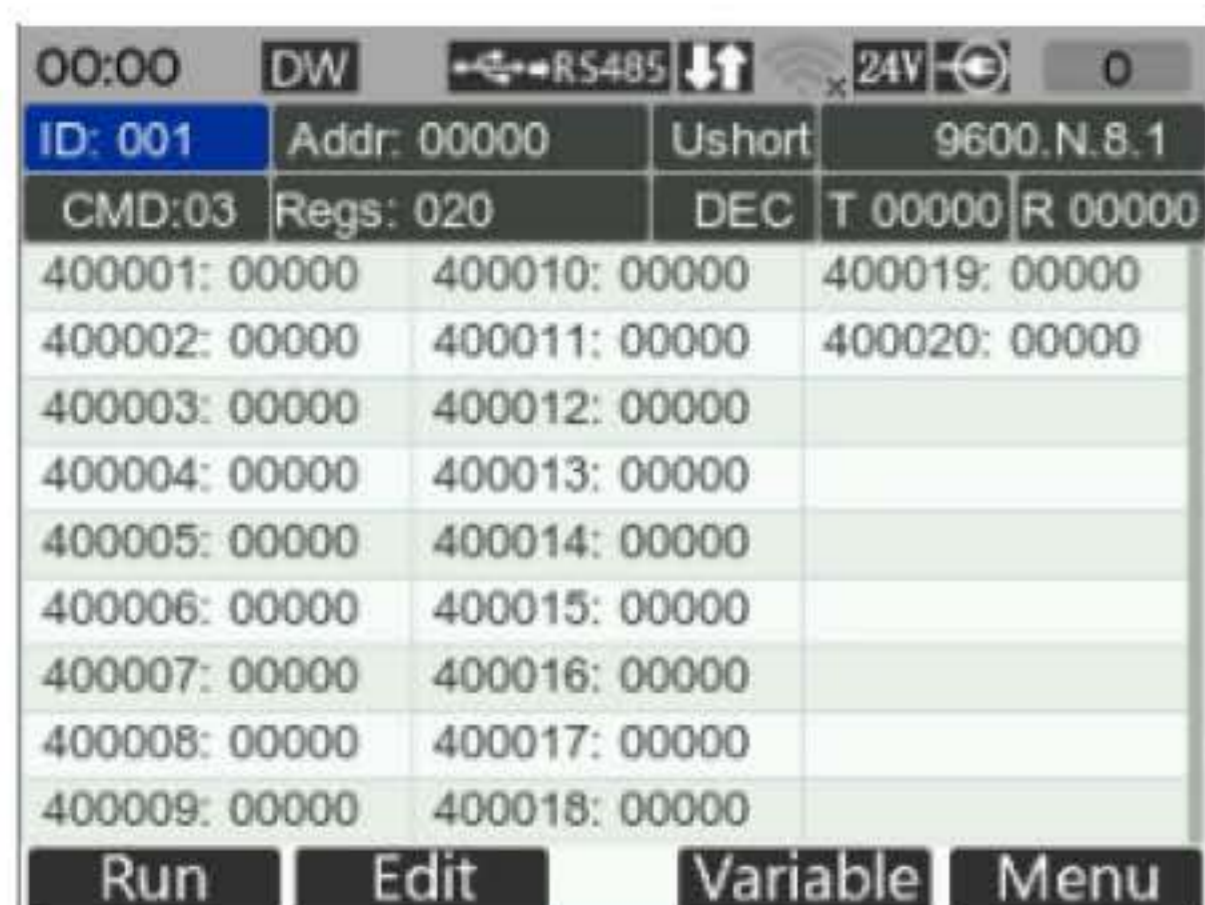 00:00 DW RS485 24V 0
ID: 001 Addr: 00000 Ushort 9600.N.8.1
CMD:03 Regs: 020 DEC T 00000 R 00000
400001: 00000 400010: 00000 400019: 00000
400002: 00000 400011: 00000 400020: 00000
400003: 00000 400012: 00000
400004: 00000 400013: 00000
400005: 00000 400014: 00000
400006: 00000 400015: 00000
400007: 00000 400016: 00000
400008: 00000 400017: 00000
400009: 00000 400018: 00000
Run Edit Variable Menu